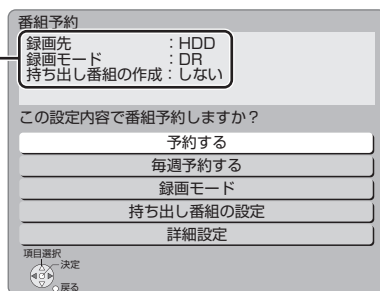 番組予約
録画先　　　　　：HDD
録画モード　　　：DR
持ち出し番組の作成：しない
この設定内容で番組予約しますか？
予約する
毎週予約する
録画モード
持ち出し番組の設定
詳細設定
項目選択
決定
戻る